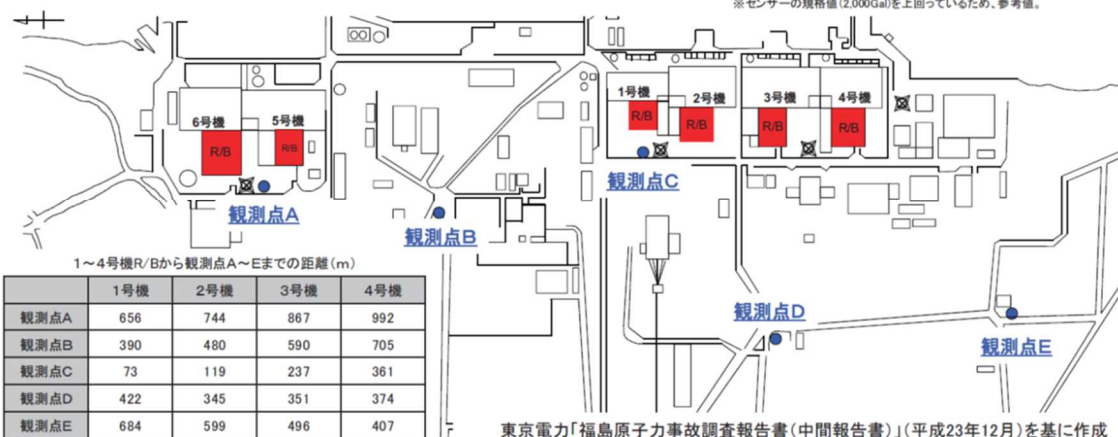 ※センサーの規格値(2,000Gal)を上回っているため、参考値。
6号機
5号機
1号機
2号機
3号機
4号機
R/B
R/B
R/B
R/B
R/B
R/B
観測点A
観測点B
観測点C
観測点D
観測点E
1～4号機R/Bから観測点A～Eまでの距離(m)
1号機 2号機 3号機 4号機
観測点A 656 744 867 992
観測点B 390 480 590 705
観測点C 73 119 237 361
観測点D 422 345 351 374
観測点E 684 599 496 407
東京電力「福島原子力事故調査報告書(中間報告書)」(平成23年12月)を基に作成